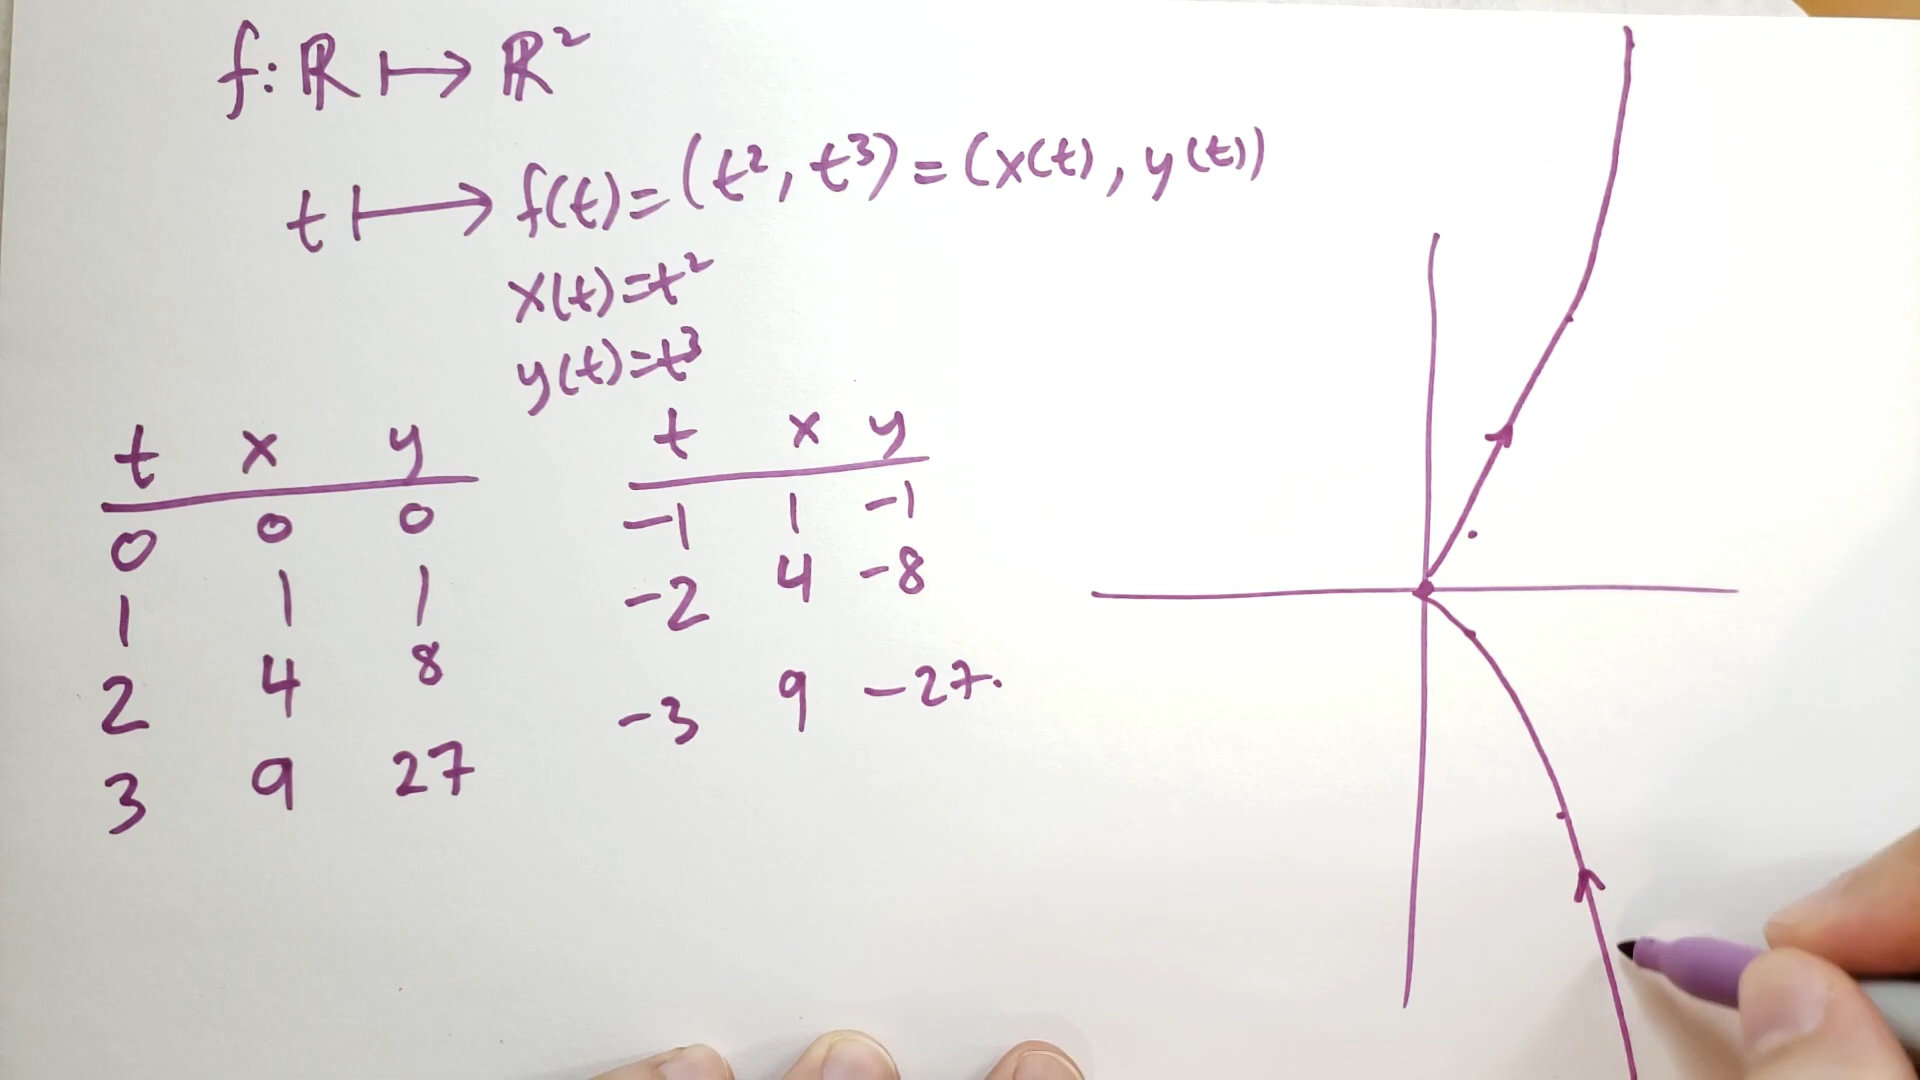 f: ℝ ↦ ℝ²
t ↦ f(t) = (t², t³) = (x(t), y(t))
x(t) = t²
y(t) = t³
t x y
0 0 0
1 1 1
2 4 8
3 9 27
t x y
-1 1 -1
-2 4 -8
-3 9 -27.